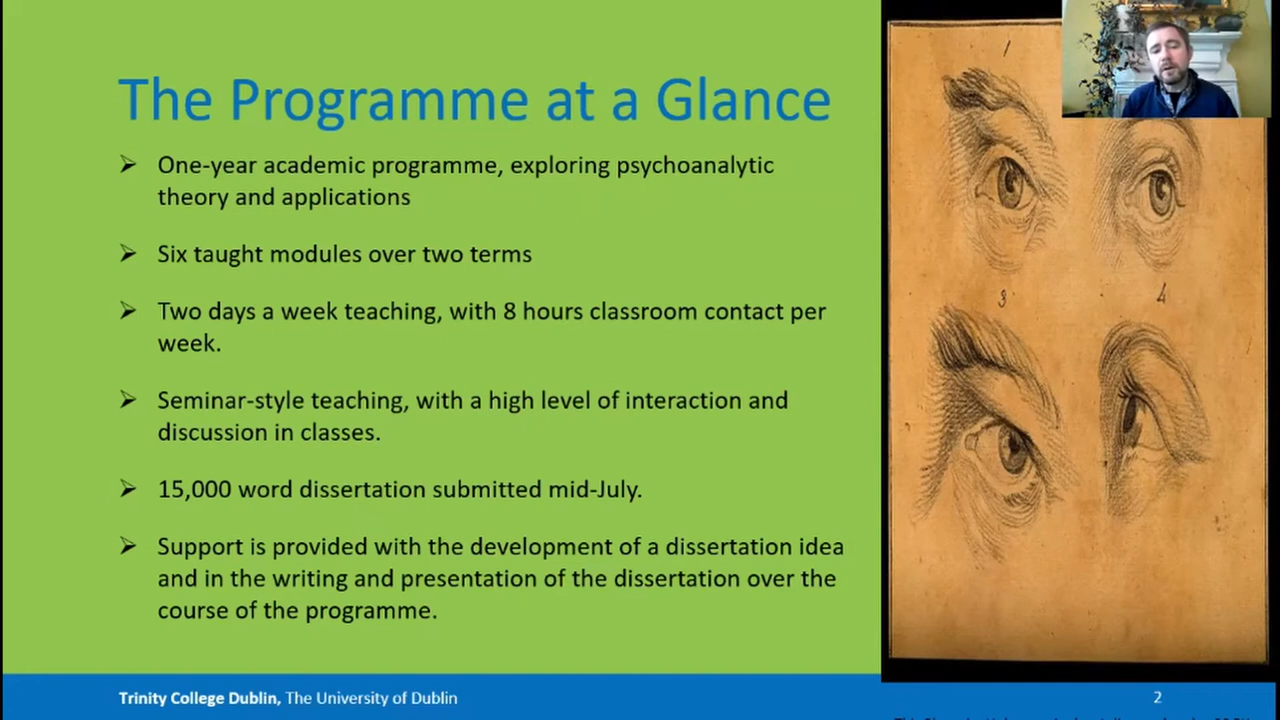 The Programme at a Glance
➢ One-year academic programme, exploring psychoanalytic
theory and applications
➢ Six taught modules over two terms
➢ Two days a week teaching, with 8 hours classroom contact per
week.
➢ Seminar-style teaching, with a high level of interaction and
discussion in classes.
➢ 15,000 word dissertation submitted mid-July.
➢ Support is provided with the development of a dissertation idea
and in the writing and presentation of the dissertation over the
course of the programme.
1
3 4
Trinity College Dublin, The University of Dublin
2